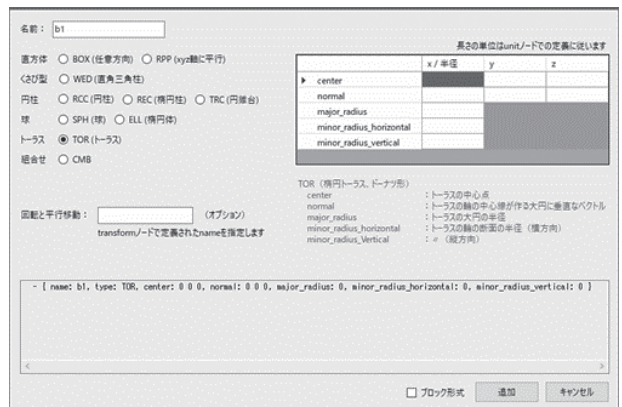 名前： b1
長さの単位はunitノードでの定義に従います
直方体 BOX (任意方向) RPP (xyz軸に平行)
くさび型 WED (直角三角柱)
円柱 RCC (円柱) REC (楕円柱) TRC (円錐台)
球 SPH (球) ELL (楕円体)
トーラス TOR (トーラス)
組合せ CMB
x / 半径 y z
center
normal
major_radius
minor_radius_horizontal
minor_radius_vertical
回転と平行移動： (オプション)
transformノードで定義されたnameを指定します
TOR (楕円トーラス、ドーナツ形)
center ：トーラスの中心点
normal ：トーラスの輪の中心線が作る大円に垂直なベクトル
major_radius ：トーラスの大円の半径
minor_radius_horizontal ：トーラスの輪の断面の半径 (横方向)
minor_radius_Vertical ： 〃 (縦方向)
- { name: b1, type: TOR, center: 0 0 0, normal: 0 0 0, major_radius: 0, minor_radius_horizontal: 0, minor_radius_vertical: 0 }
ブロック形式 追加 キャンセル